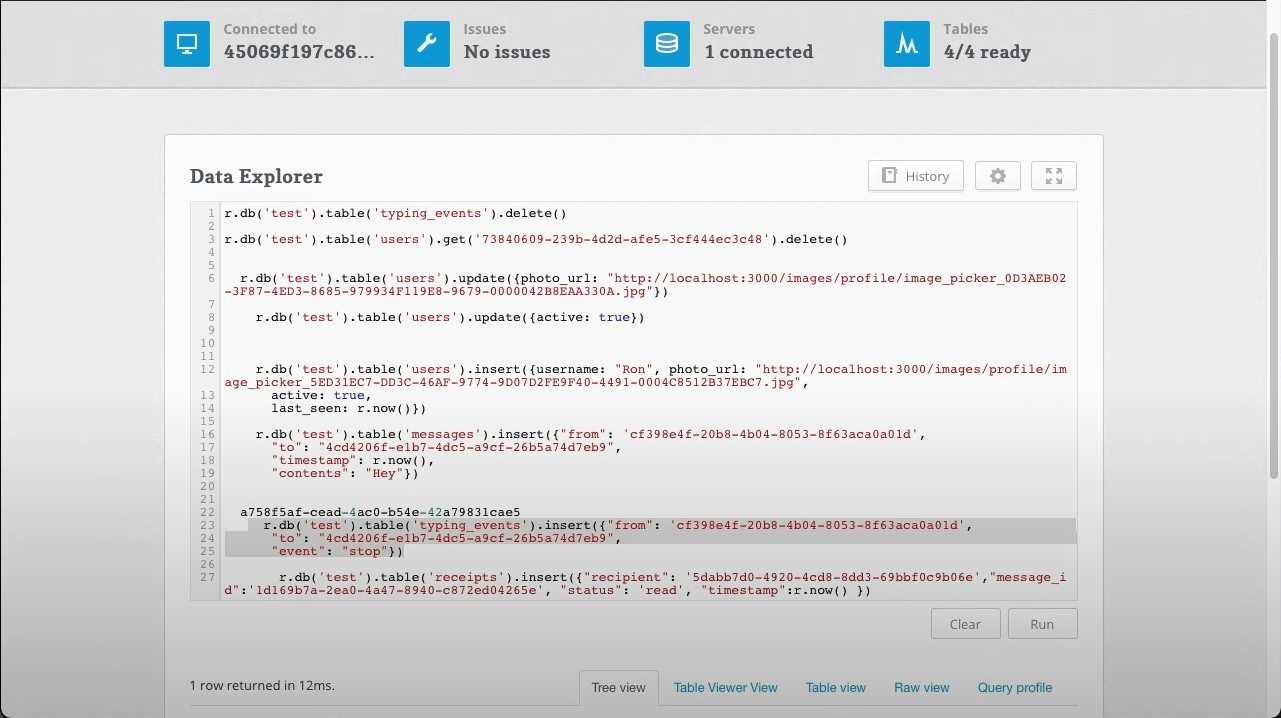 Connected to
45069f197c86...
Issues
No issues
Servers
1 connected
Tables
4/4 ready
Data Explorer
History
1 r.db('test').table('typing_events').delete()
2
3 r.db('test').table('users').get('73840609-239b-4d2d-afe5-3cf444ec3c48').delete()
4
5
6 r.db('test').table('users').update({photo_url: "http://localhost:3000/images/profile/image_picker_0D3AEB02
-3F87-4ED3-8685-979934F119E8-9679-0000042B8EAA330A.jpg"})
7
8 r.db('test').table('users').update({active: true})
9
10
11
12 r.db('test').table('users').insert({username: "Ron", photo_url: "http://localhost:3000/images/profile/im
age_picker_5ED31EC7-DD3C-46AF-9774-9D07D2FE9F40-4491-0004C8512B37EBC7.jpg",
13 active: true,
14 last_seen: r.now()})
15
16 r.db('test').table('messages').insert({"from": 'cf398e4f-20b8-4b04-8053-8f63aca0a01d',
17 "to": "4cd4206f-e1b7-4dc5-a9cf-26b5a74d7eb9",
18 "timestamp": r.now(),
19 "contents": "Hey"})
20
21
22 a758f5af-cead-4ac0-b54e-42a79831cae5
23 r.db('test').table('typing_events').insert({"from": 'cf398e4f-20b8-4b04-8053-8f63aca0a01d',
24 "to": "4cd4206f-e1b7-4dc5-a9cf-26b5a74d7eb9",
25 "event": "stop"})
26
27 r.db('test').table('receipts').insert({"recipient": '5dabb7d0-4920-4cd8-8dd3-69bbf0c9b06e',"message_i
d":'1d169b7a-2ea0-4a47-8940-c872ed04265e', "status": 'read', "timestamp":r.now() })
Clear
Run
1 row returned in 12ms.
Tree view
Table Viewer View
Table view
Raw view
Query profile